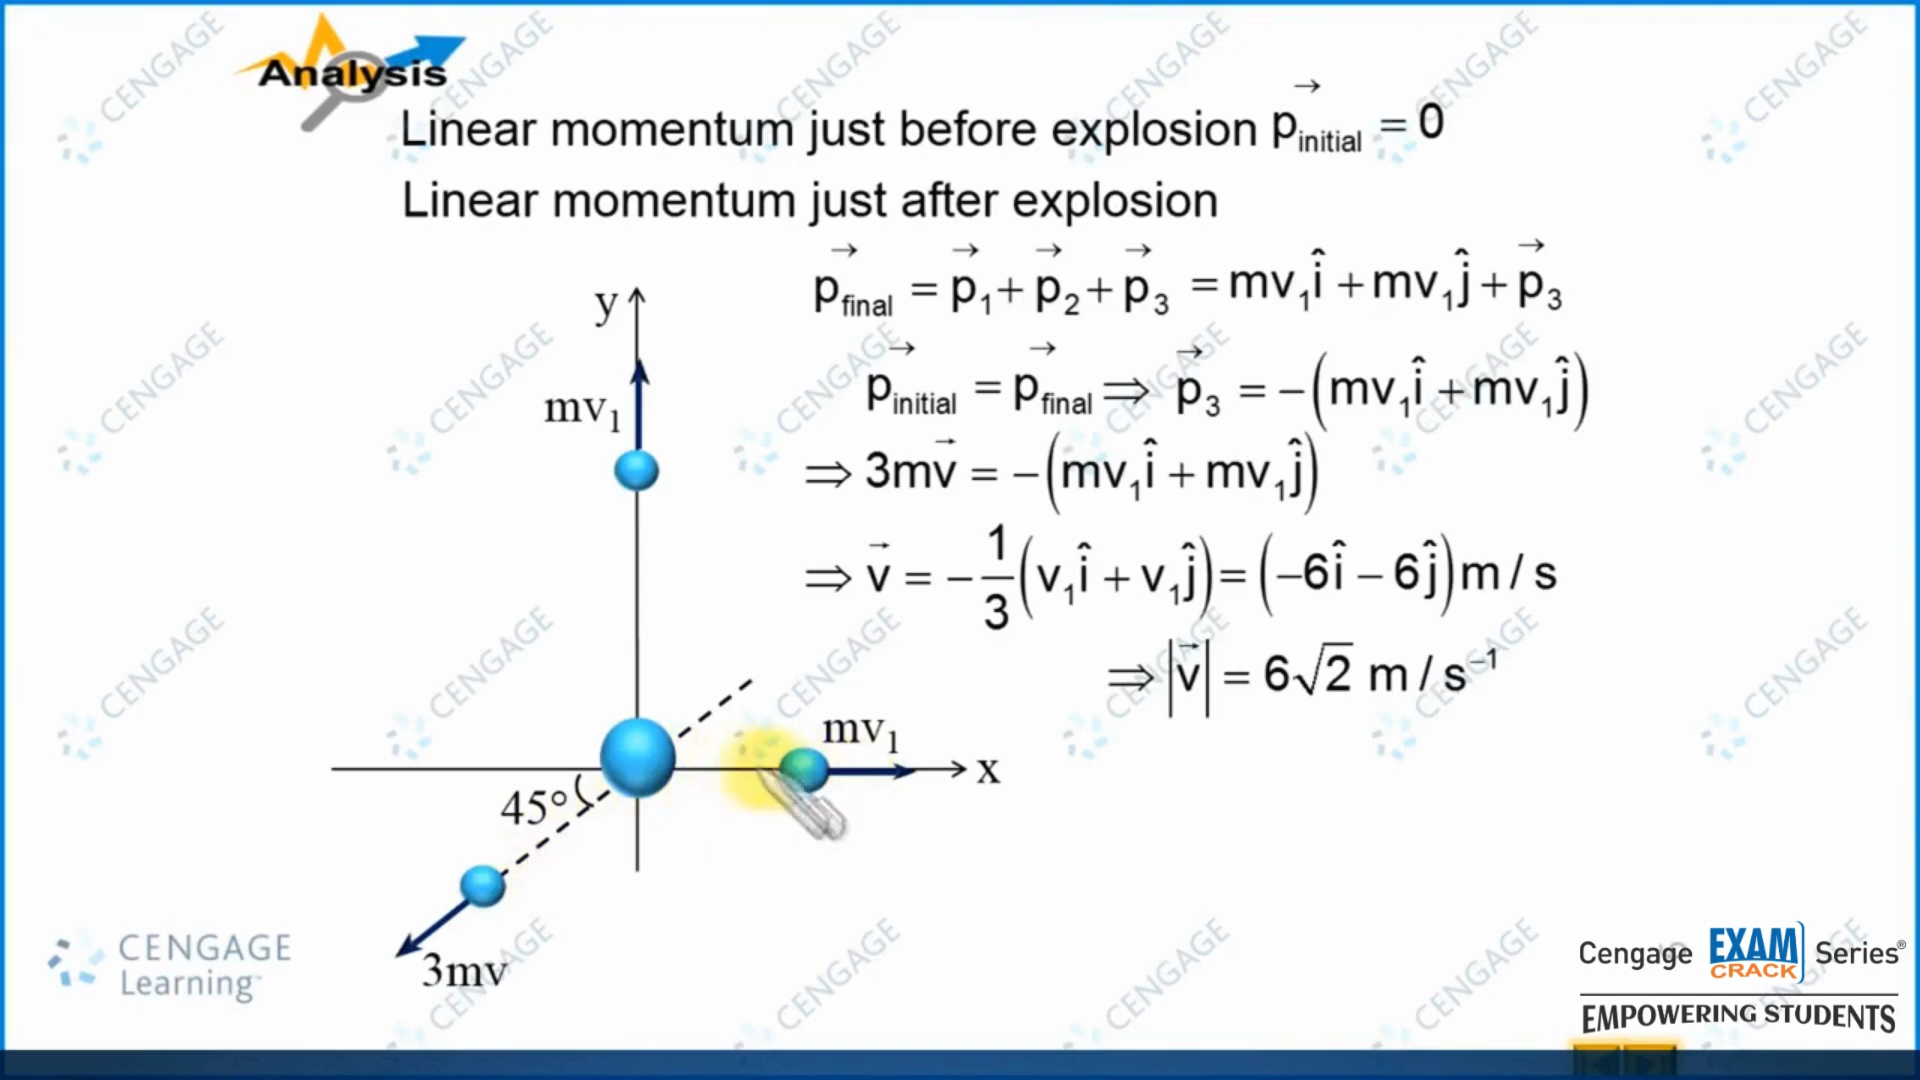 Analysis
Linear momentum just before explosion p⃗initial = 0
Linear momentum just after explosion
p⃗final = p⃗1 + p⃗2 + p⃗3 = mv1î + mv1ĵ + p⃗3
p⃗initial = p⃗final ⇒ p⃗3 = −(mv1î + mv1ĵ)
⇒ 3mv⃗ = −(mv1î + mv1ĵ)
⇒ v⃗ = −1/3(v1î + v1ĵ) = (−6î − 6ĵ)m / s
⇒ |v⃗| = 6√2 m / s⁻¹
y
mv1
mv1
x
45°
3mv
CENGAGE
Learning™
Cengage EXAM CRACK Series®
EMPOWERING STUDENTS
CENGAGE